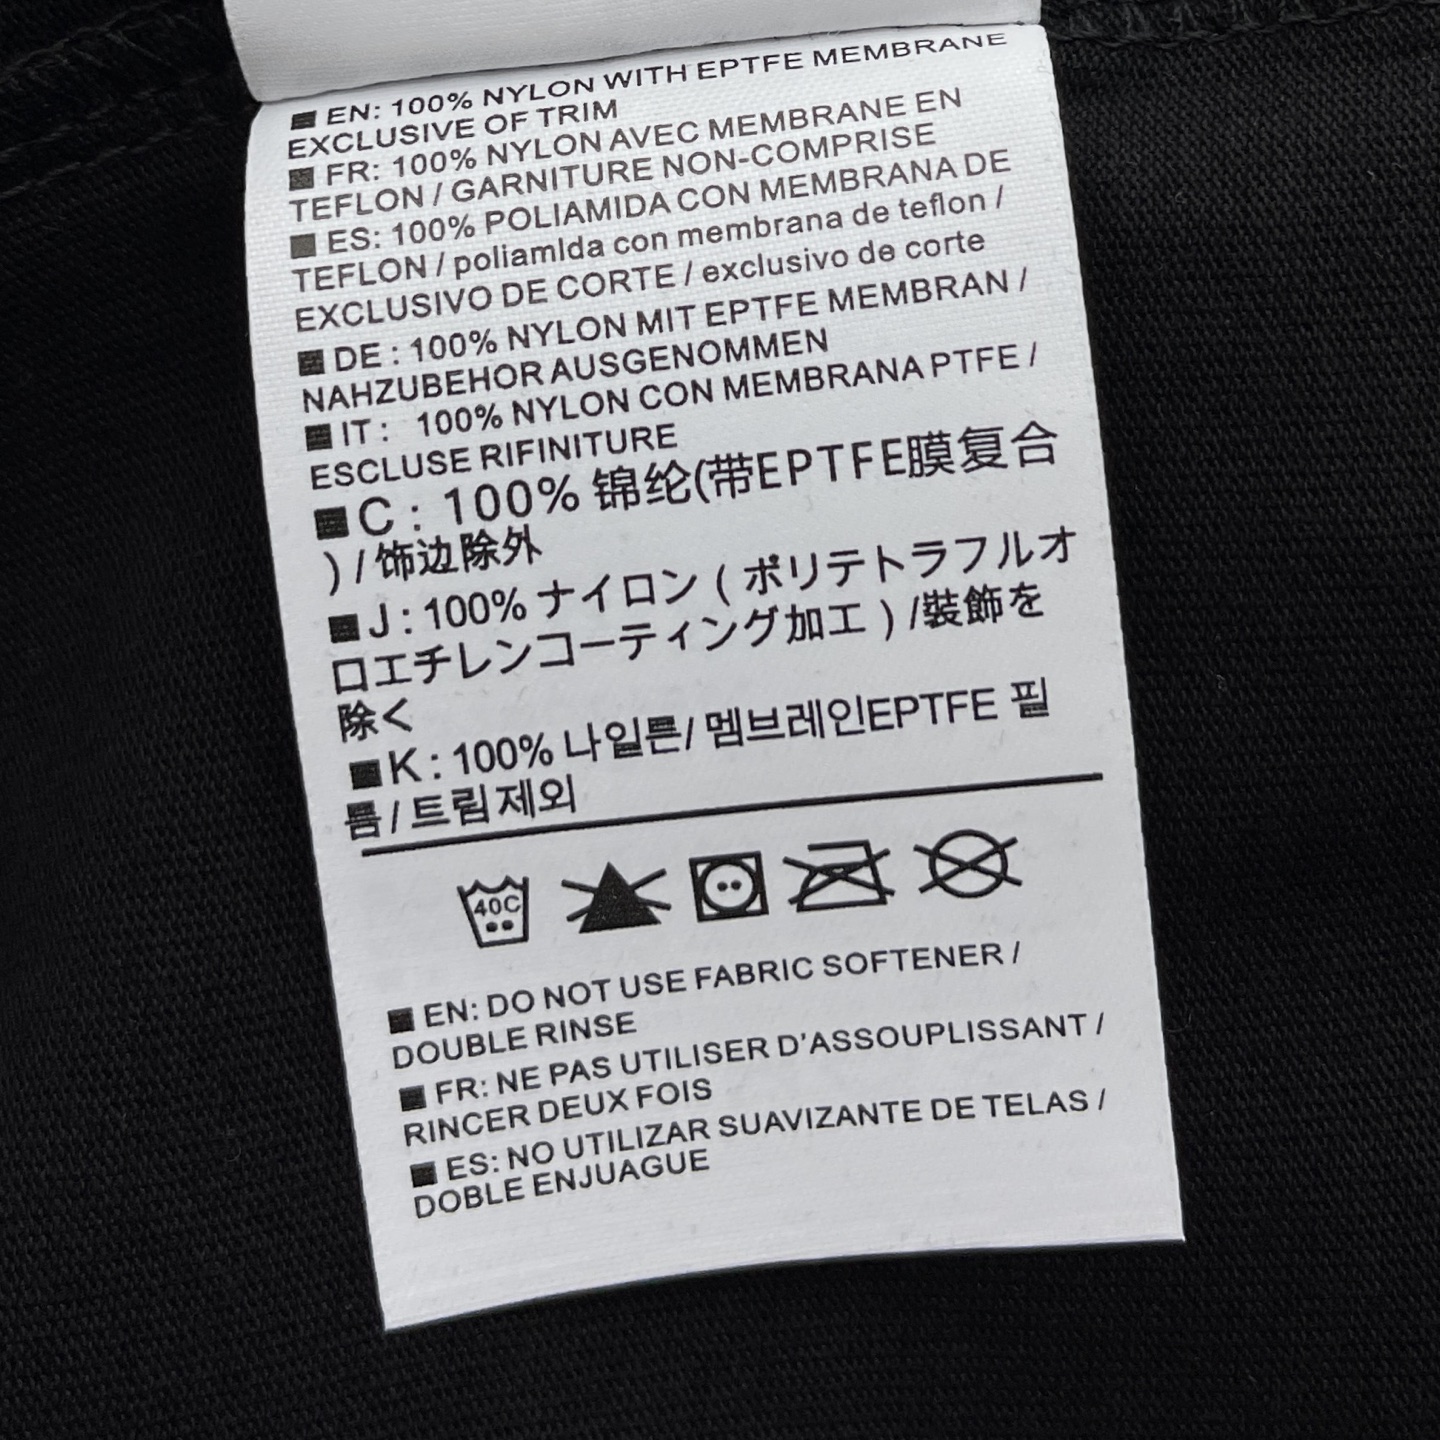 ■ EN: 100% NYLON WITH EPTFE MEMBRANE
EXCLUSIVE OF TRIM
■ FR: 100% NYLON AVEC MEMBRANE EN
TEFLON / GARNITURE NON-COMPRISE
■ ES: 100% POLIAMIDA CON MEMBRANA DE
TEFLON / poliamlda con membrana de teflon /
EXCLUSIVO DE CORTE / exclusivo de corte
■ DE : 100% NYLON MIT EPTFE MEMBRAN /
NAHZUBEHOR AUSGENOMMEN
■ IT : 100% NYLON CON MEMBRANA PTFE /
ESCLUSE RIFINITURE
■ C : 100% 锦纶(带EPTFE膜复合
) / 饰边除外
■ J : 100% ナイロン ( ポリテトラフルオ
ロエチレンコーティング加工 ) /裝飾を
除く
■ K : 100% 나일튼/ 멤브레인EPTFE 필
틈 / 트림제외
40C
■ EN: DO NOT USE FABRIC SOFTENER /
DOUBLE RINSE
■ FR: NE PAS UTILISER D'ASSOUPLISSANT /
RINCER DEUX FOIS
■ ES: NO UTILIZAR SUAVIZANTE DE TELAS /
DOBLE ENJUAGUE